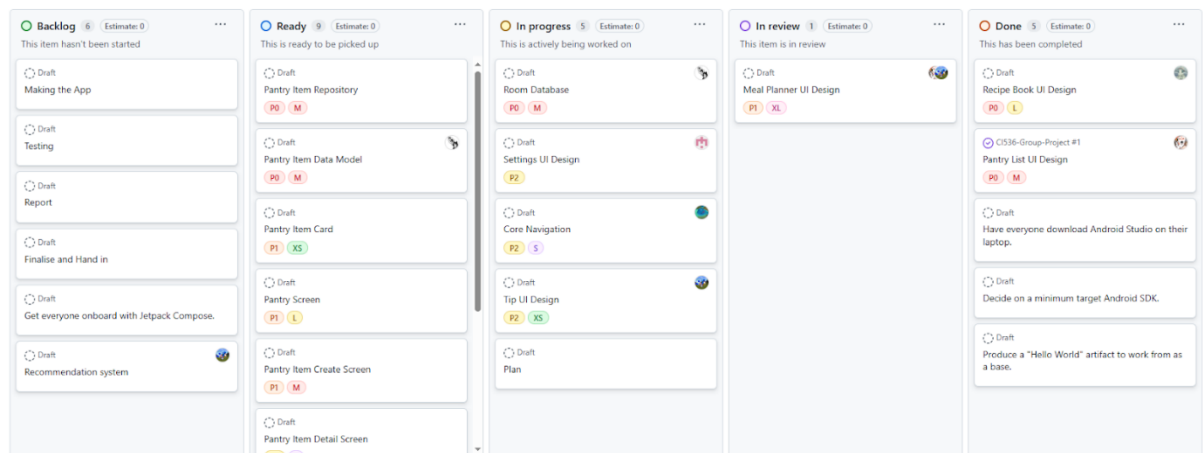 Backlog 6 Estimate: 0 ...
This item hasn't been started
Draft
Making the App
Draft
Testing
Draft
Report
Draft
Finalise and Hand in
Draft
Get everyone onboard with Jetpack Compose.
Draft
Recommendation system
Ready 9 Estimate: 0 ...
This is ready to be picked up
Draft
Pantry Item Repository
P0 M
Draft
Pantry Item Data Model
P0 M
Draft
Pantry Item Card
P1 XS
Draft
Pantry Screen
P1 L
Draft
Pantry Item Create Screen
P1 M
Draft
Pantry Item Detail Screen
In progress 5 Estimate: 0 ...
This is actively being worked on
Draft
Room Database
P0 M
Draft
Settings UI Design
P2
Draft
Core Navigation
P2 S
Draft
Tip UI Design
P2 XS
Draft
Plan
In review 1 Estimate: 0 ...
This item is in review
Draft
Meal Planner UI Design
P1 XL
Done 5 Estimate: 0 ...
This has been completed
Draft
Recipe Book UI Design
P0 L
CI536-Group-Project #1
Pantry List UI Design
P0 M
Draft
Have everyone download Android Studio on their
laptop.
Draft
Decide on a minimum target Android SDK.
Draft
Produce a "Hello World" artifact to work from as
a base.